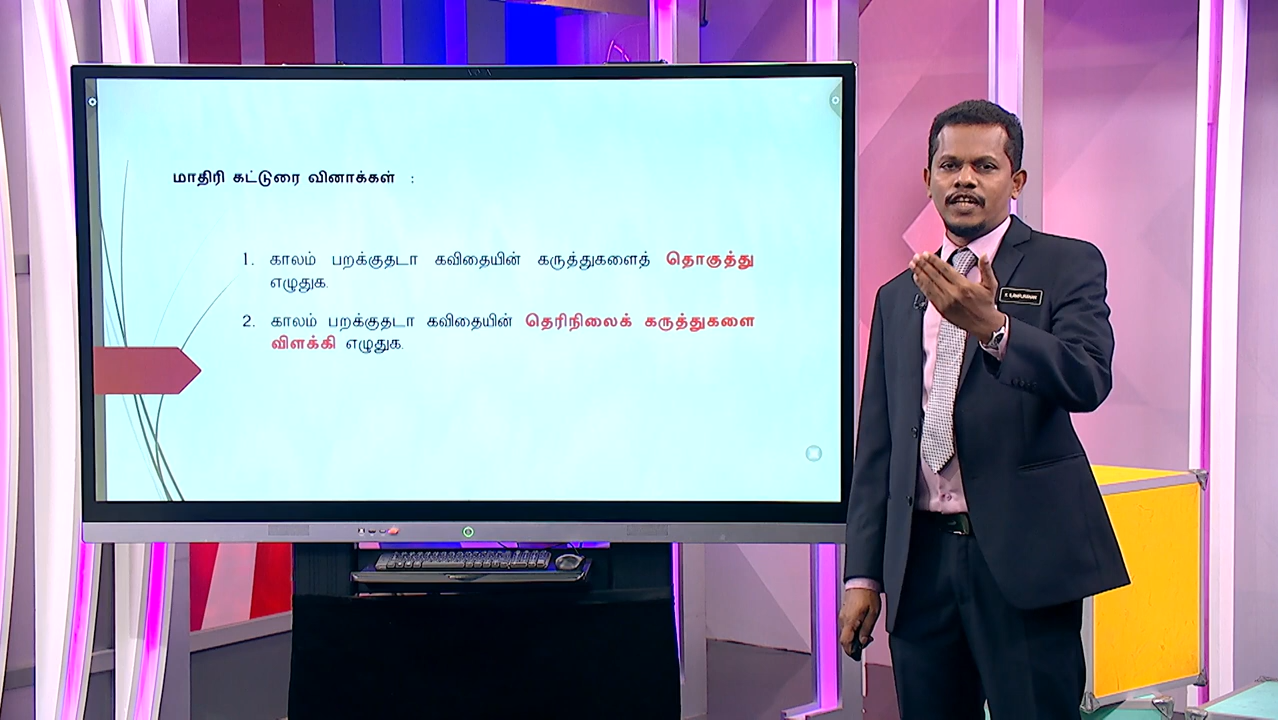 மாதிரி கட்டுரை வினாக்கள் :
1. காலம் பறக்குதடா கவிதையின் கருத்துகளைத் தொகுத்து
எழுதுக.
2. காலம் பறக்குதடா கவிதையின் தெரிநிலைக் கருத்துகளை
விளக்கி எழுதுக.